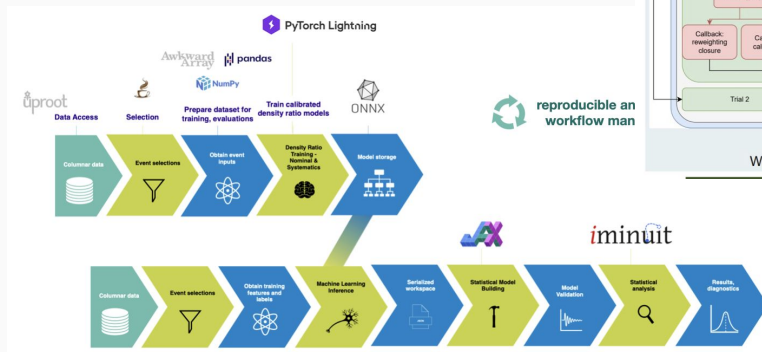 PyTorch Lightning
Awkward
Array
pandas
NumPy
uproot
ONNX
Data Access
Selection
Prepare dataset for
training, evaluations
Train calibrated
density ratio models
Columnar data
Event selections
Obtain event
inputs
Density Ratio
Training -
Nominal &
Systematics
Model storage
reproducible an
workflow man
Callback:
reweighting
closure
Trial 2
W
JAX
iminuit
Columnar data
Event selections
Obtain training
features and
labels
Machine Learning
Inference
Serialized
workspace
Statistical Model
Building
Model
Validation
Statistical
analysis
Results,
diagnostics